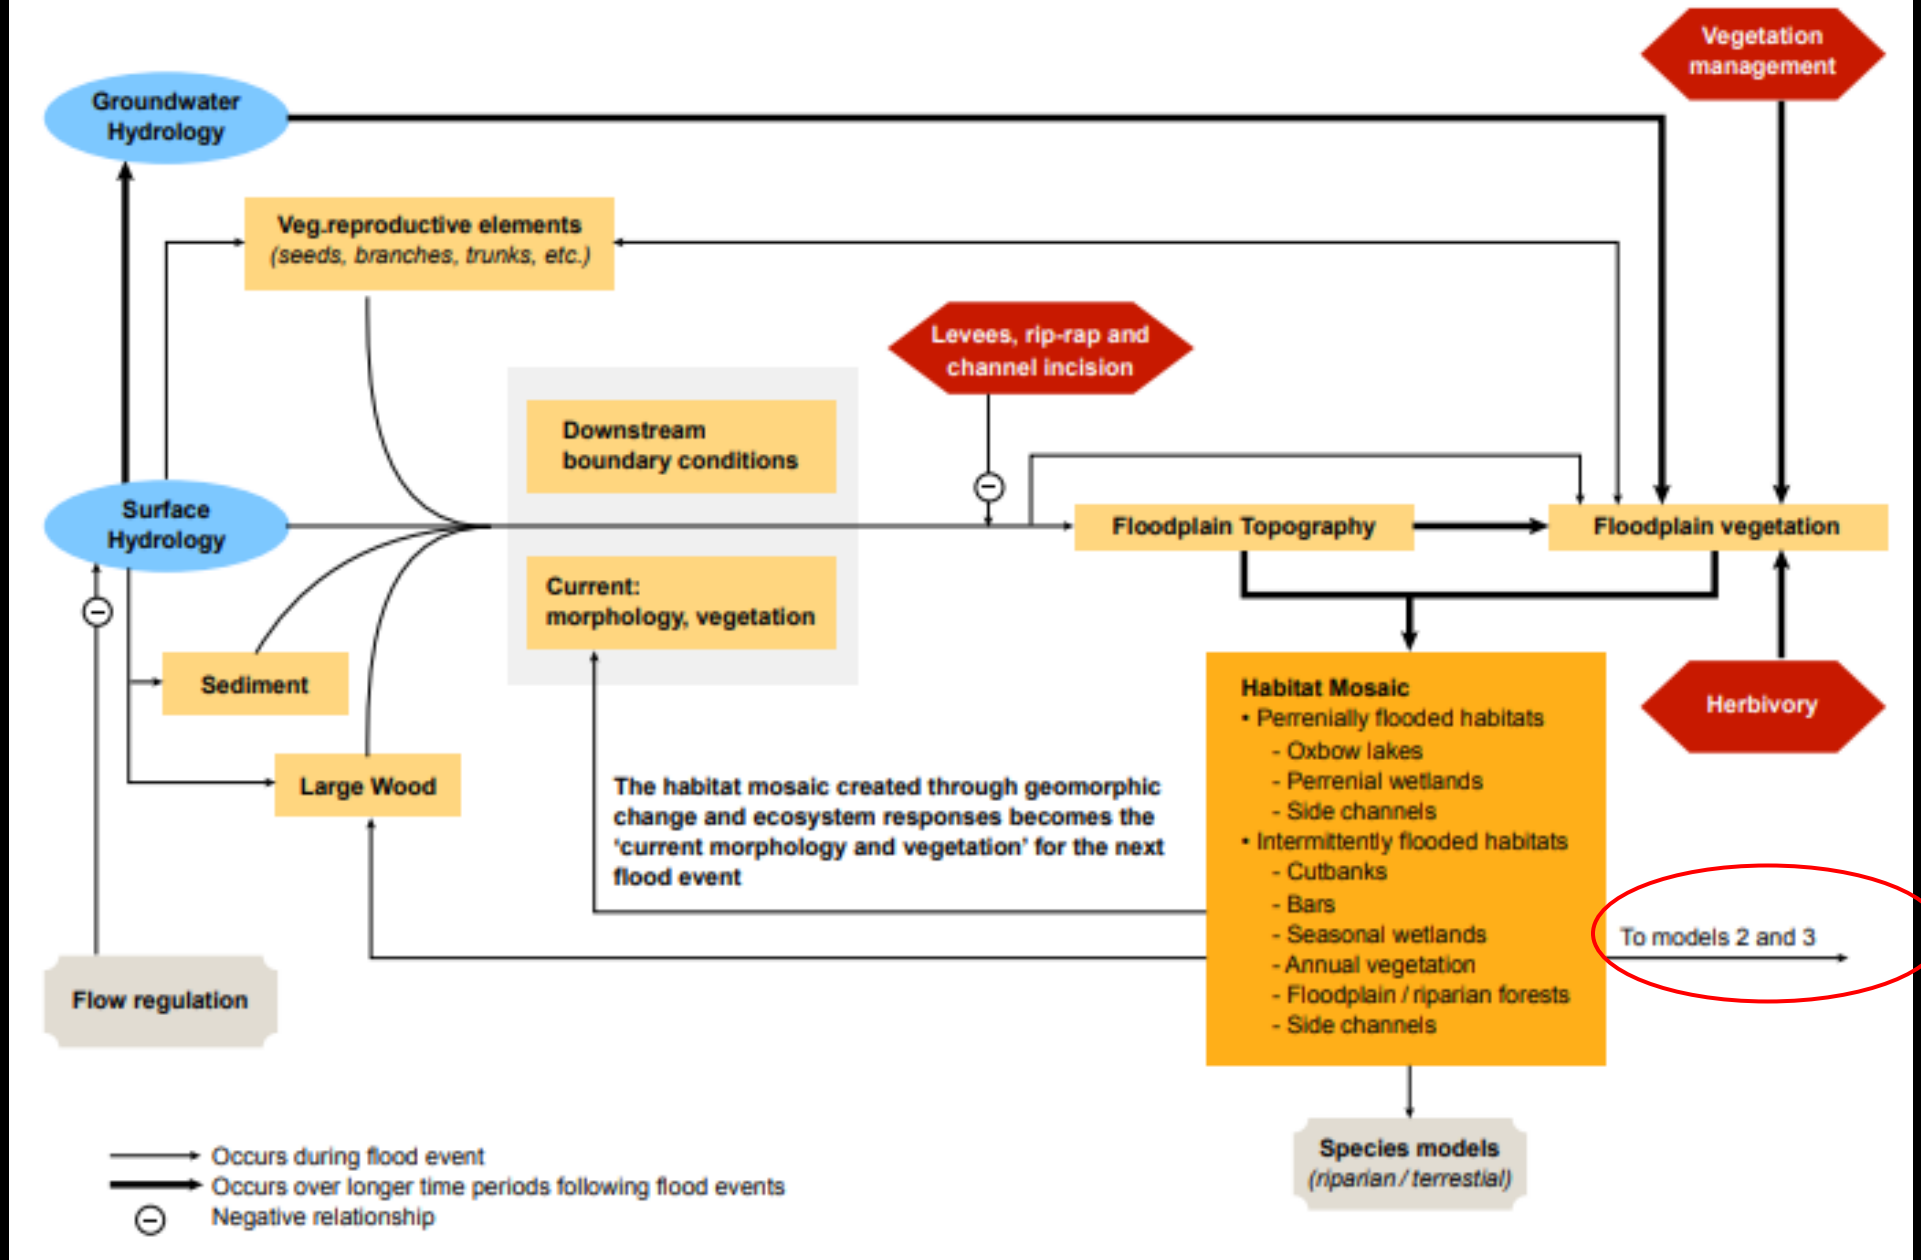 Vegetation
management
Groundwater
Hydrology
Veg.reproductive elements
(seeds, branches, trunks, etc.)
Levees, rip-rap and
channel incision
Downstream
boundary conditions
Surface
Hydrology
Floodplain Topography
Floodplain vegetation
Current:
morphology, vegetation
Sediment
Large Wood
Herbivory
Habitat Mosaic
• Perrenially flooded habitats
- Oxbow lakes
- Perrenial wetlands
- Side channels
• Intermittently flooded habitats
- Cutbanks
- Bars
- Seasonal wetlands
- Annual vegetation
- Floodplain / riparian forests
- Side channels
The habitat mosaic created through geomorphic
change and ecosystem responses becomes the
‘current morphology and vegetation’ for the next
flood event
To models 2 and 3
Flow regulation
Species models
(riparian / terrestial)
Occurs during flood event
Occurs over longer time periods following flood events
Negative relationship